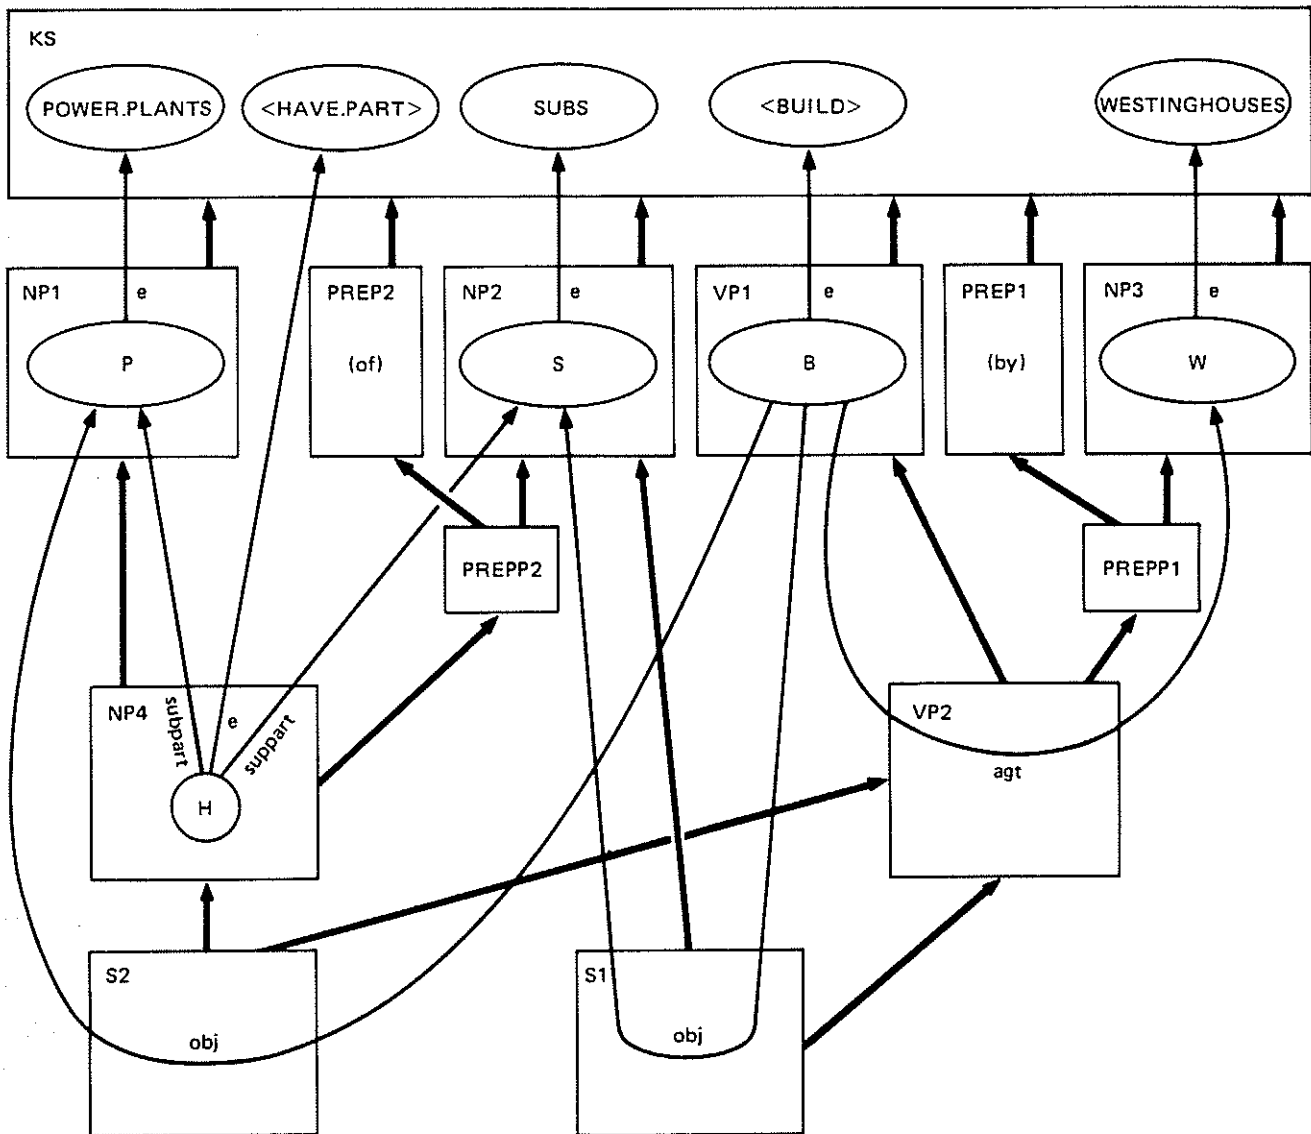 KS
POWER.PLANTS
<HAVE.PART>
SUBS
<BUILD>
WESTINGHOUSES
NP1
e
PREP2
NP2
e
VP1
e
PREP1
NP3
e
P
(of)
S
B
(by)
W
PREPP2
PREPP1
NP4
subpart
e
suppart
H
VP2
agt
S2
obj
S1
obj